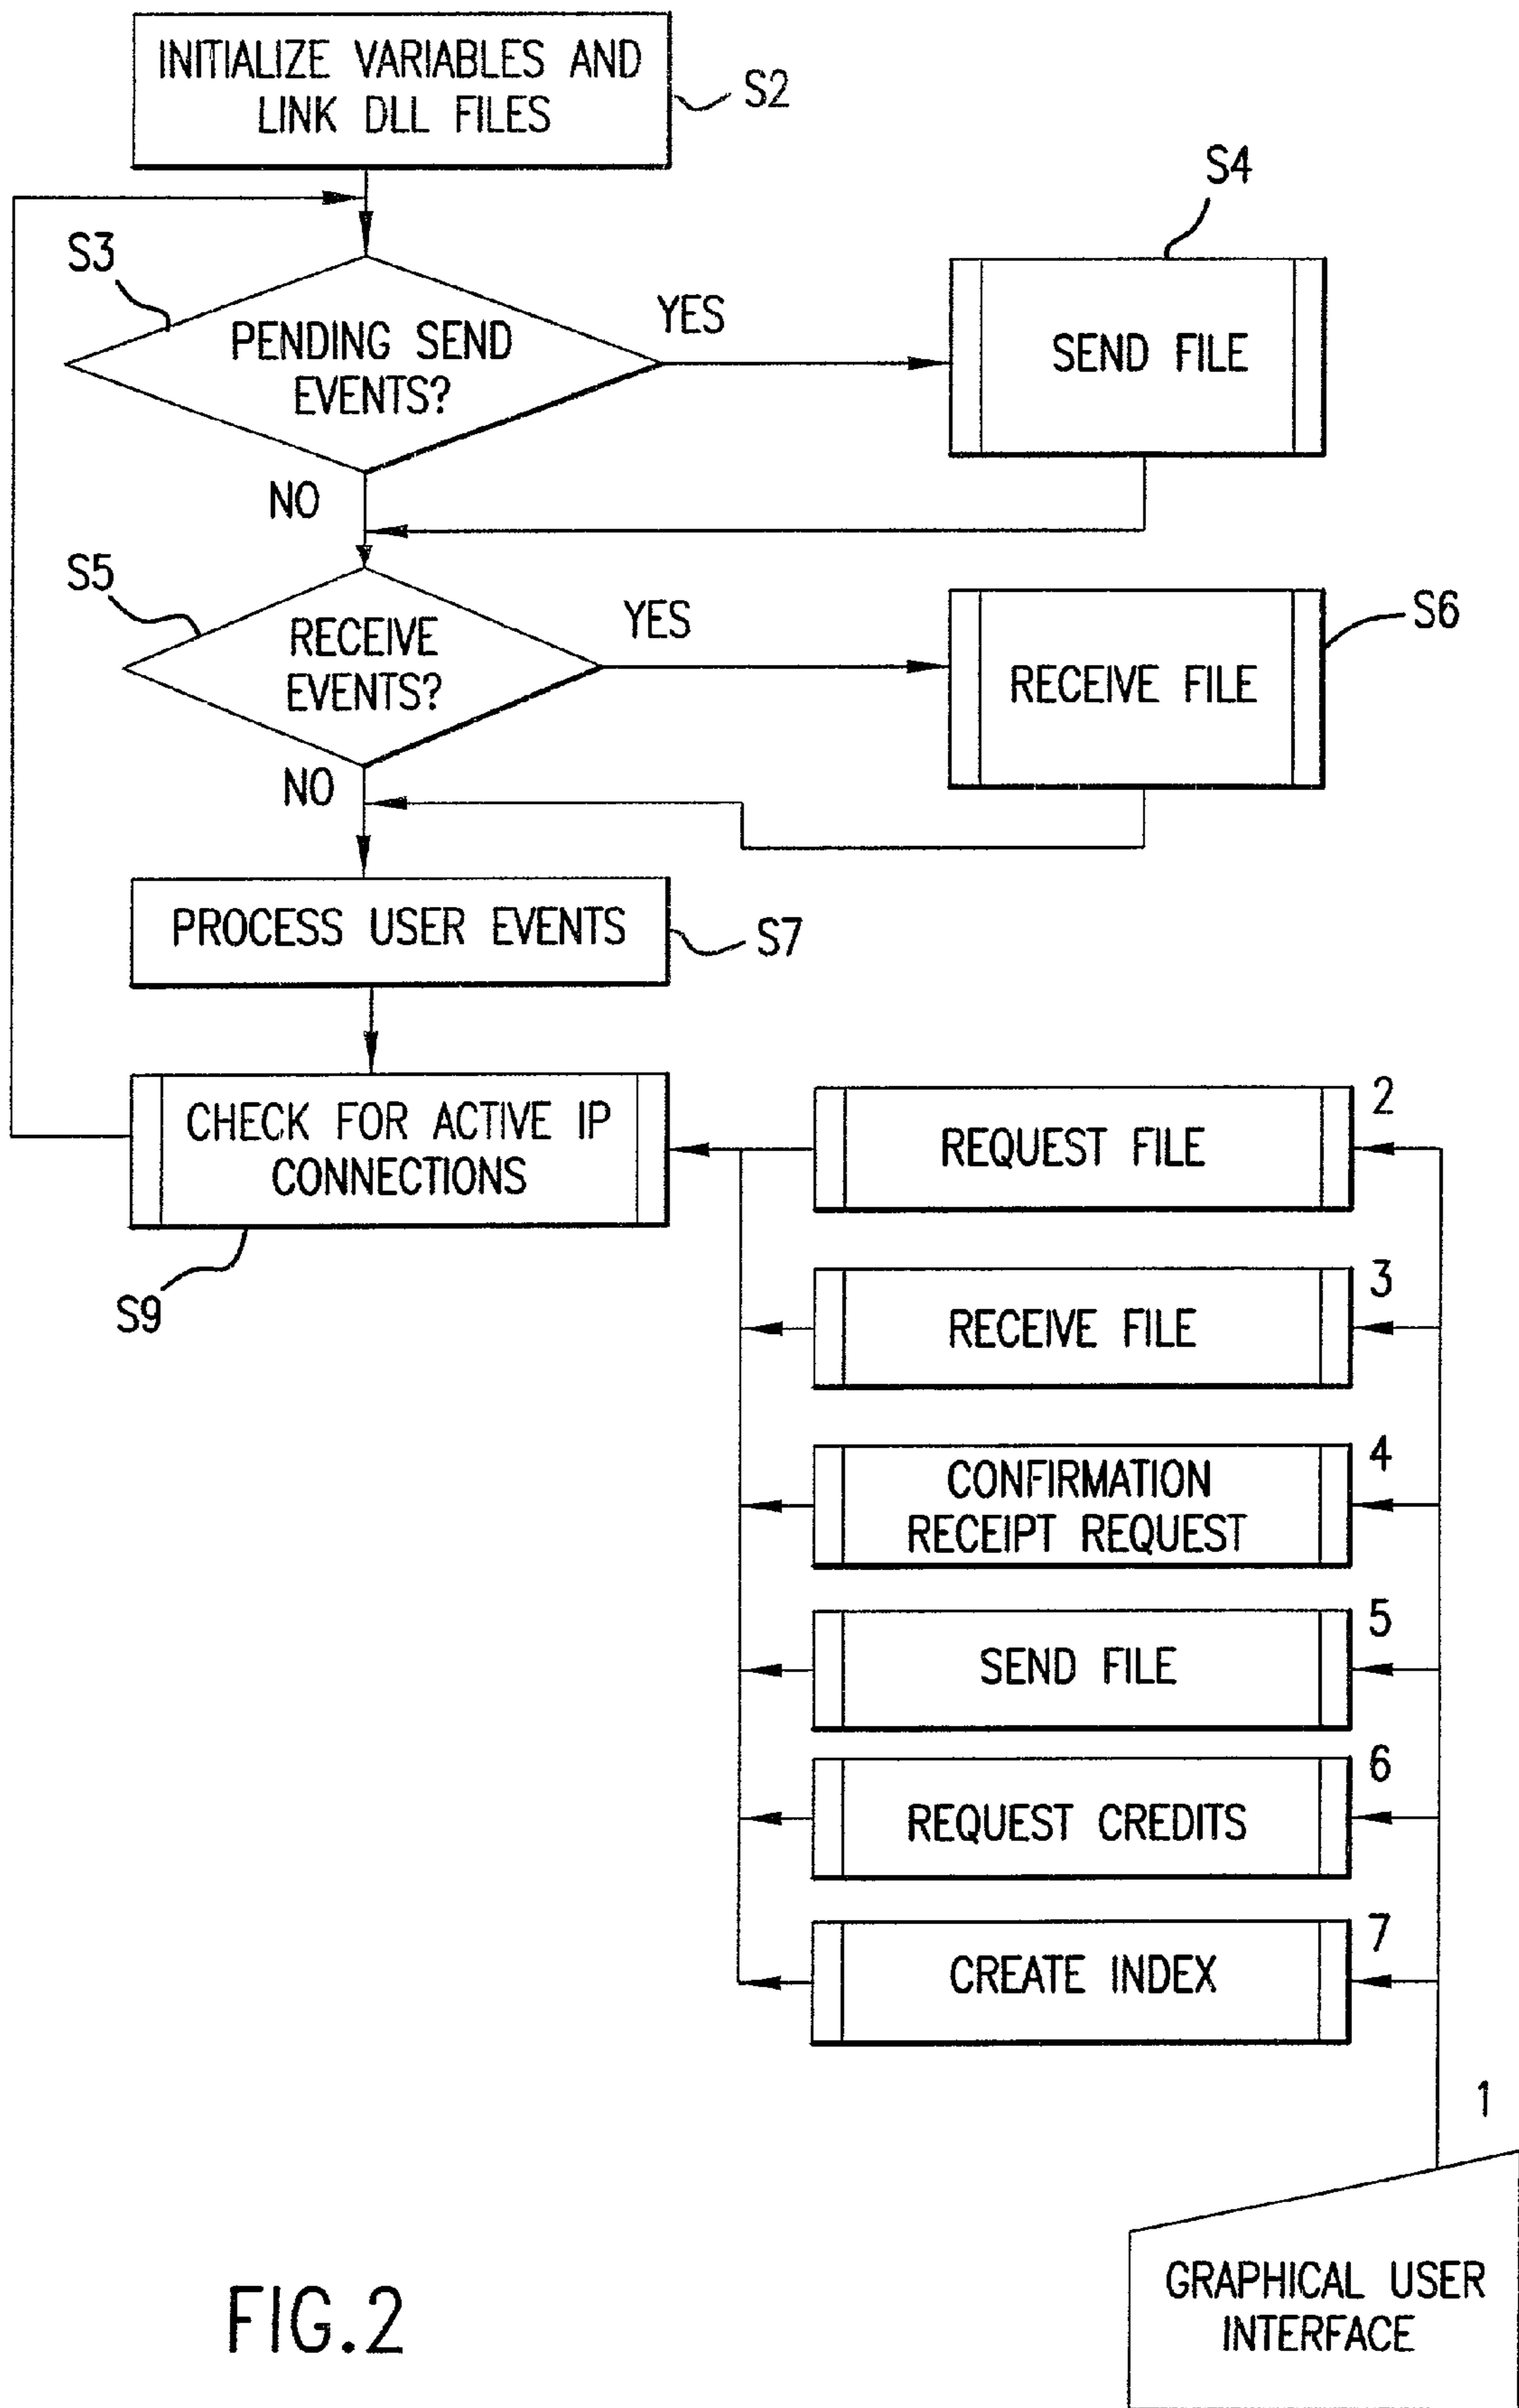 INITIALIZE VARIABLES AND
LINK DLL FILES
S2
S4
S3
PENDING SEND
EVENTS?
YES
SEND FILE
NO
S5
RECEIVE
EVENTS?
YES
RECEIVE FILE
S6
NO
PROCESS USER EVENTS
S7
CHECK FOR ACTIVE IP
CONNECTIONS
S9
REQUEST FILE
2
RECEIVE FILE
3
CONFIRMATION
RECEIPT REQUEST
4
SEND FILE
5
REQUEST CREDITS
6
CREATE INDEX
7
1
GRAPHICAL USER
INTERFACE
FIG.2